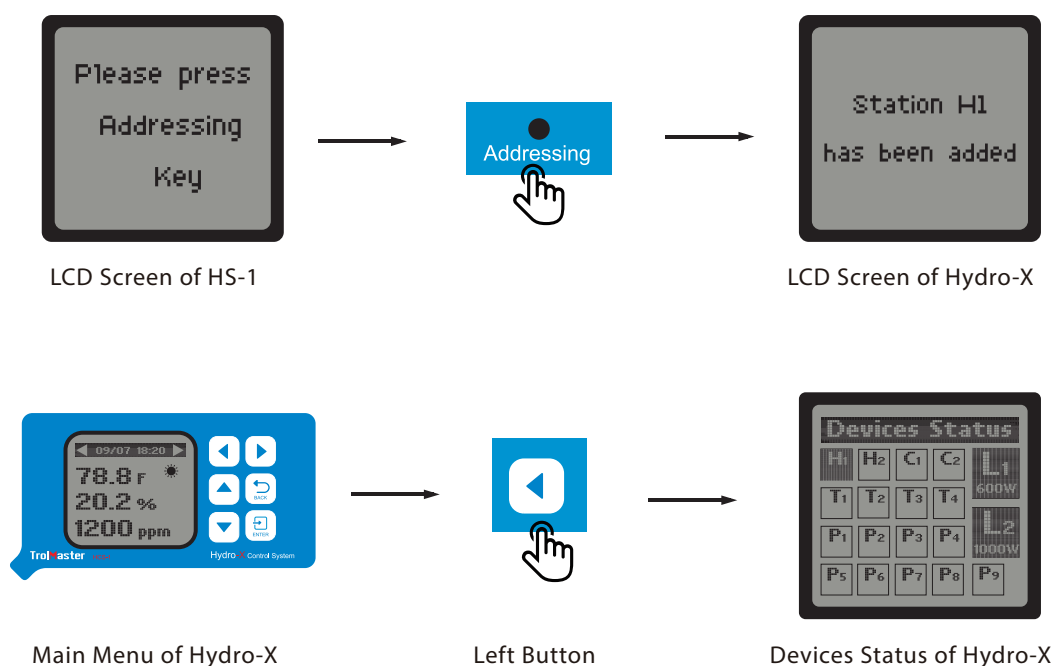 Please press
Addressing
Key
Addressing
Station H1
has been added
LCD Screen of HS-1
LCD Screen of Hydro-X
09/07 18:20
78.8 F
20.2 %
1200 ppm
BACK
ENTER
TrolMaster
Hydro X Control System
Devices Status
H1 H2 C1 C2 L1
600W
T1 T2 T3 T4
P1 P2 P3 P4 L2
1000W
P5 P6 P7 P8 P9
Main Menu of Hydro-X
Left Button
Devices Status of Hydro-X